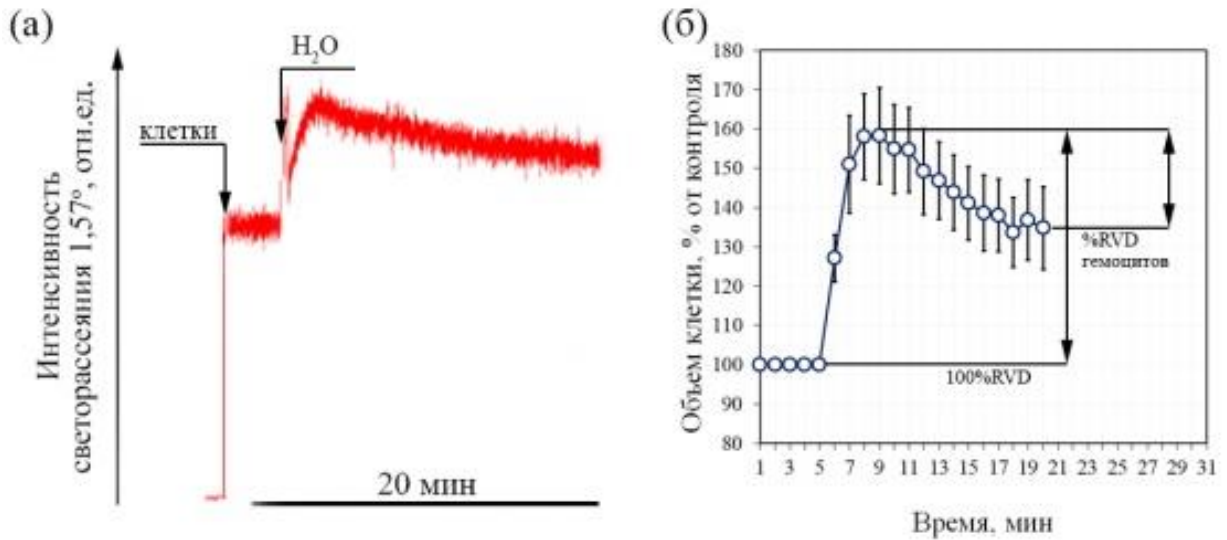 (а)
H₂O
клетки
Интенсивность
светорассеяния 1,57°, отн.ед.
20 мин
(б)
Объем клетки, % от контроля
180
170
160
150
140
130
120
110
100
90
80
%RVD
гемоцитов
100%RVD
1 3 5 7 9 11 13 15 17 19 21 23 25 27 29 31
Время, мин